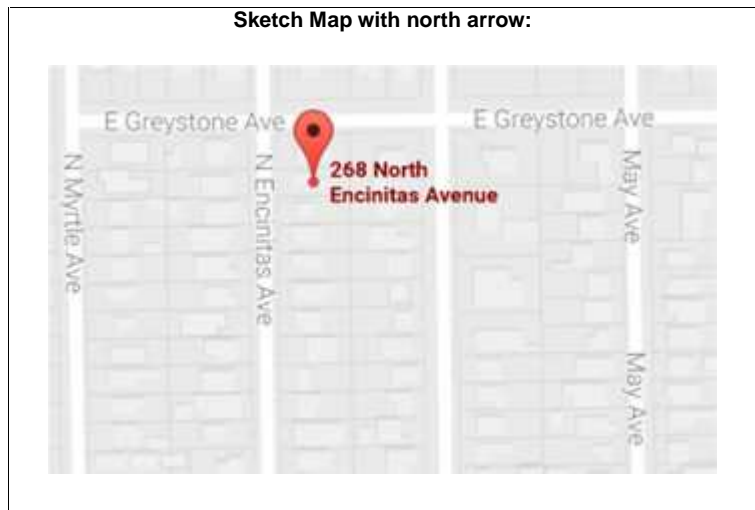 Sketch Map with north arrow:
E Greystone Ave
E Greystone Ave
268 North
Encinitas Avenue
N Myrtle Ave
N Encinitas Ave
May Ave
May Ave